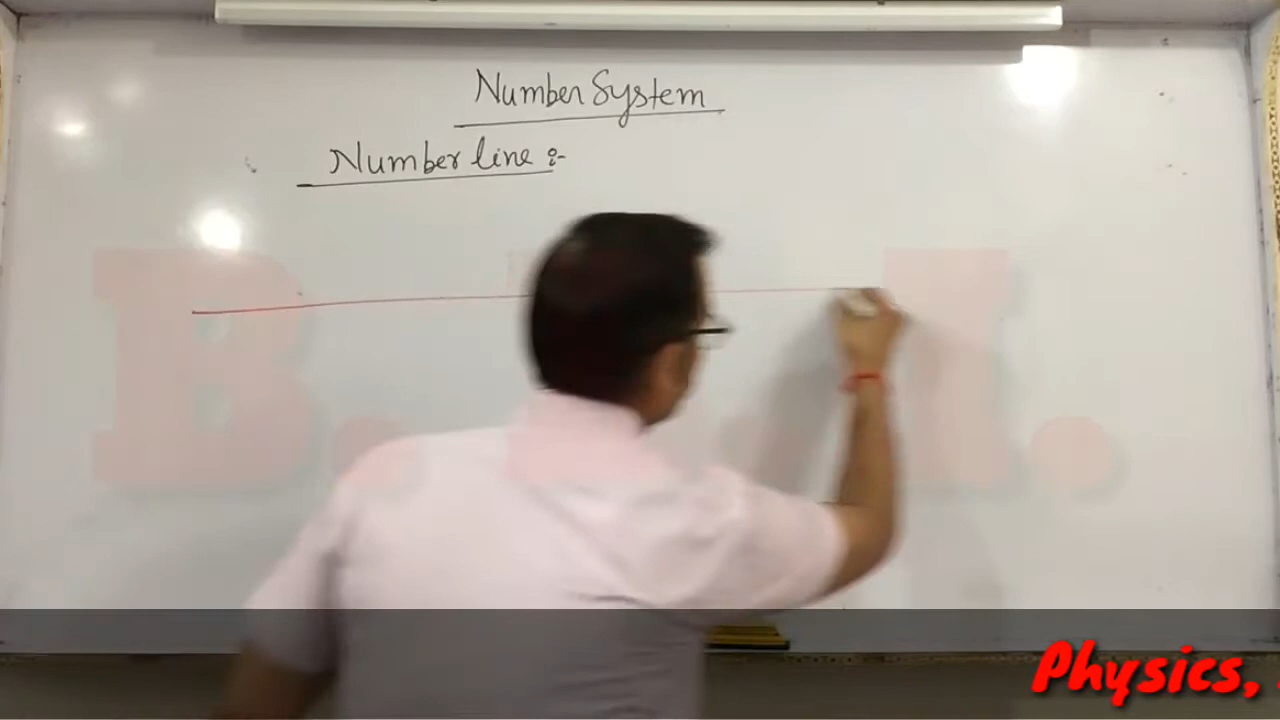 Number System
Number line :-
B. I.
Physics,